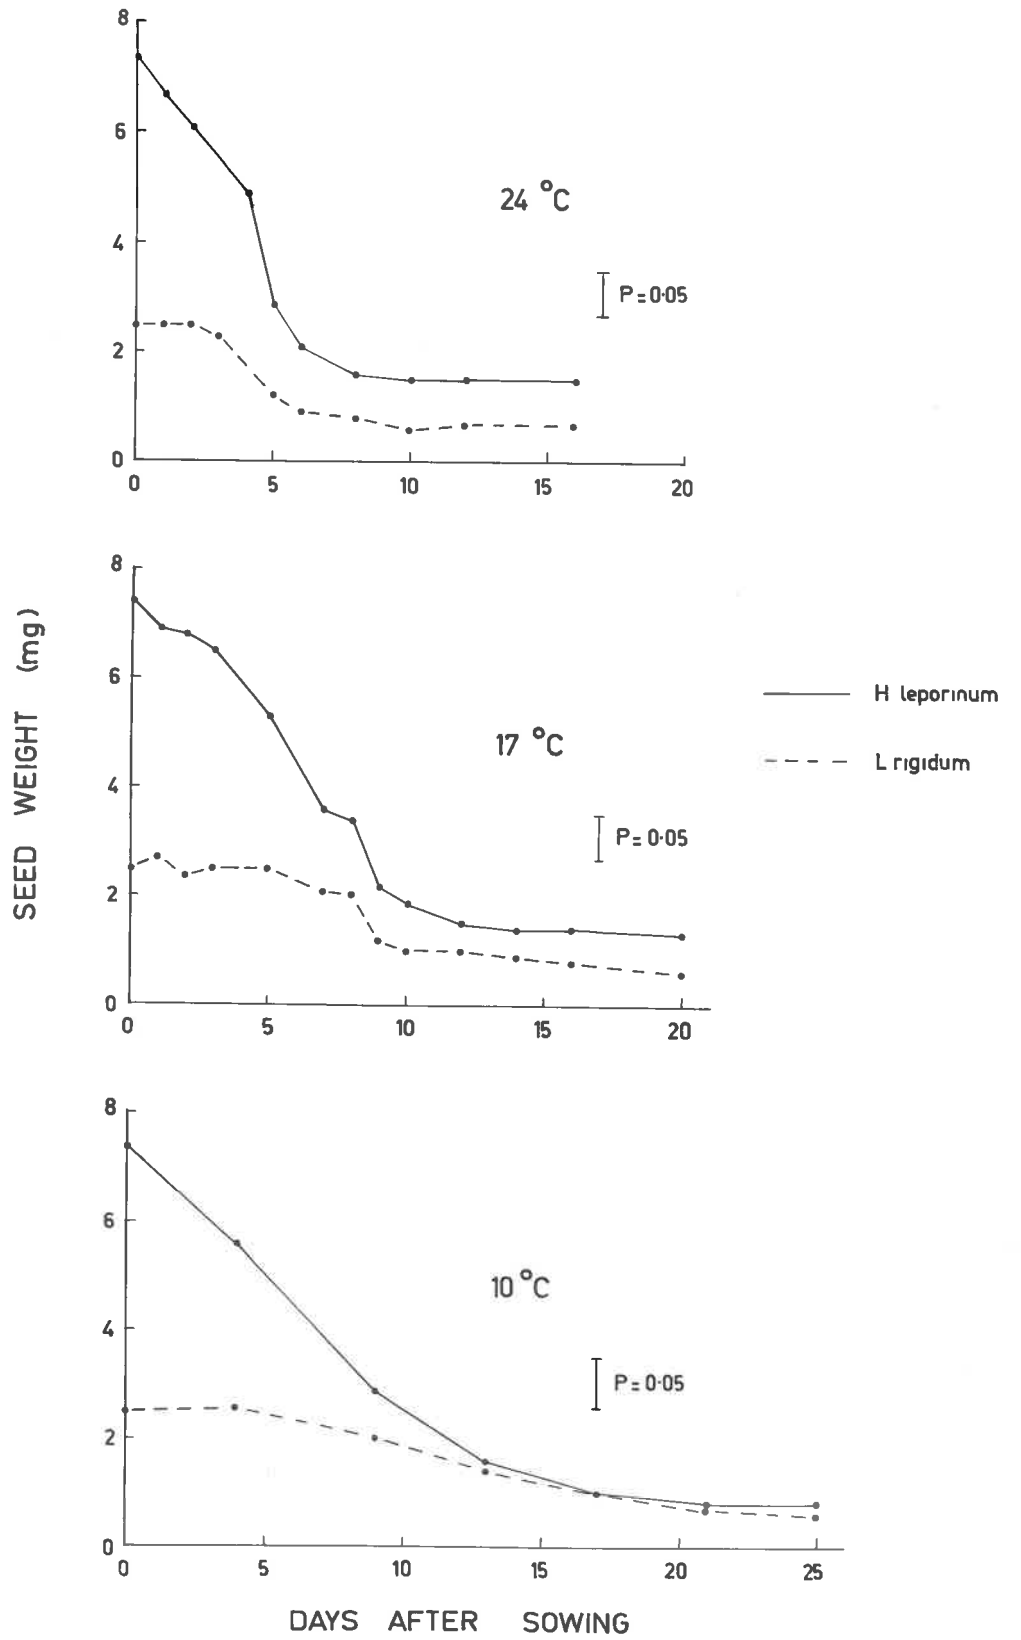 8
6
24 °C
4
P=0·05
2
0
0 5 10 15 20
8
6
17 °C
4
P=0·05
2
0
0 5 10 15 20
SEED WEIGHT (mg)
H leporinum
L rigidum
8
6
10 °C
4
P=0·05
2
0
0 5 10 15 20 25
DAYS AFTER SOWING